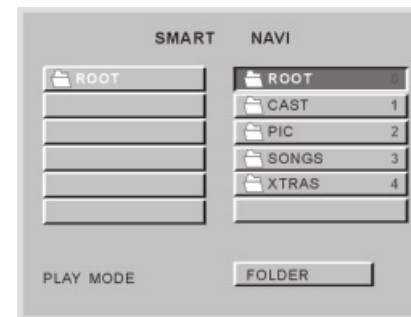 SMART NAVI
ROOT ROOT 0
CAST 1
PIC 2
SONGS 3
XTRAS 4
PLAY MODE FOLDER